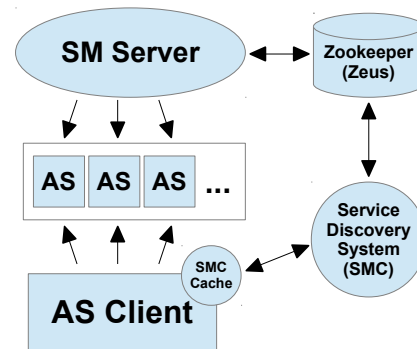 SM Server
Zookeeper
(Zeus)
AS AS AS ...
Service
Discovery
System
(SMC)
SMC
Cache
AS Client